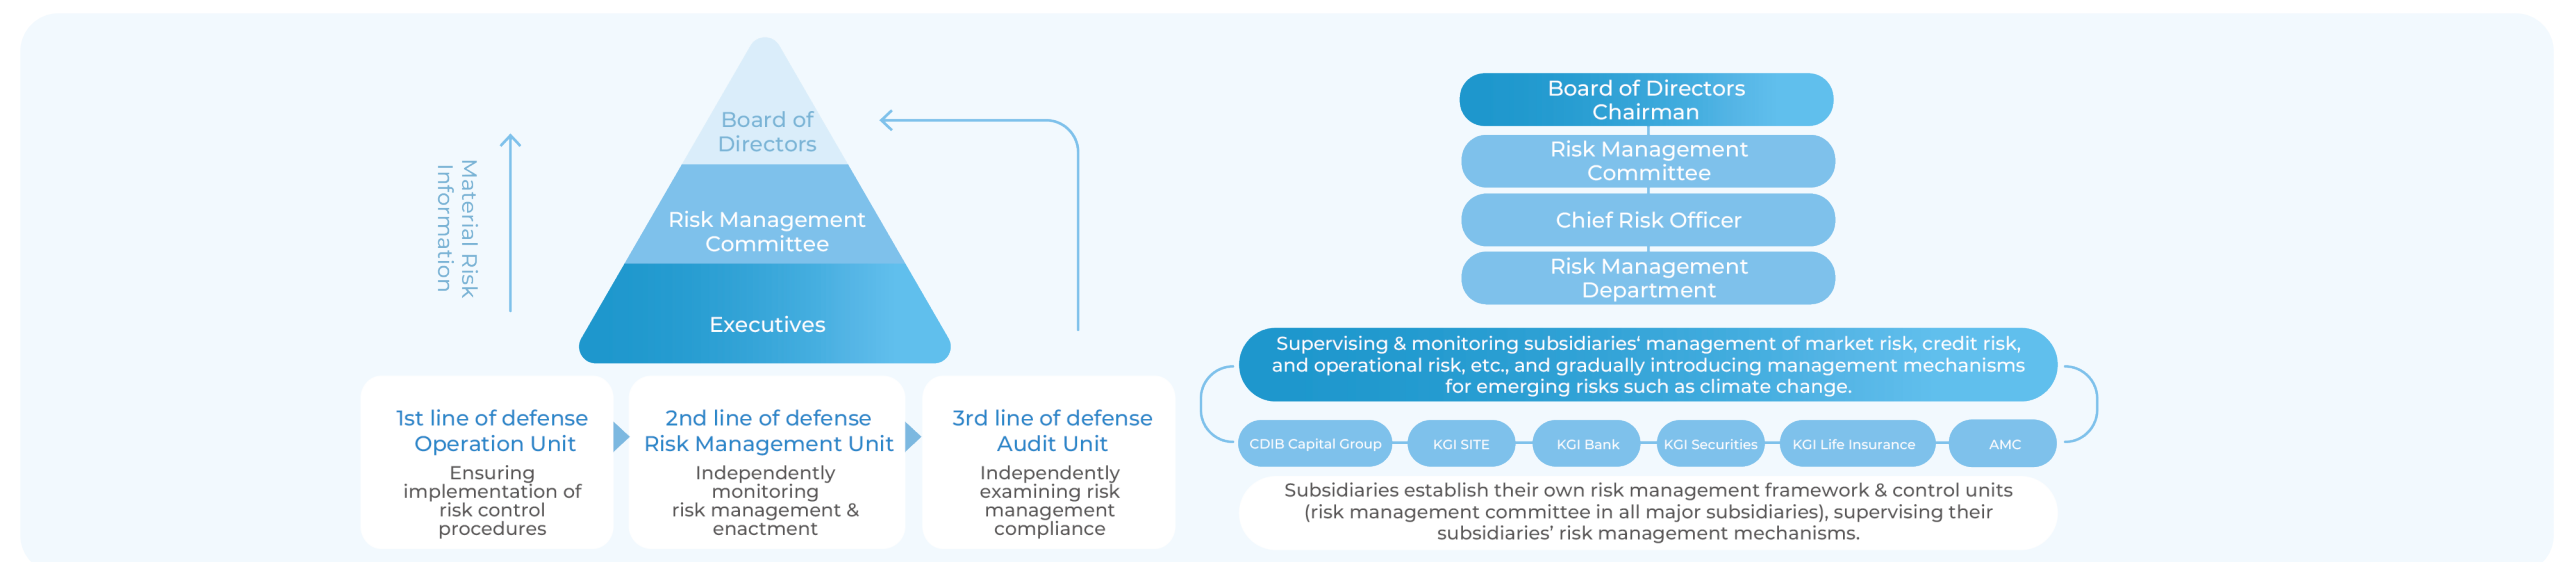 Material Risk
Information
Board of
Directors
Risk Management
Committee
Executives
1st line of defense
Operation Unit
Ensuring
implementation of
risk control
procedures
2nd line of defense
Risk Management Unit
Independently
monitoring
risk management &
enactment
3rd line of defense
Audit Unit
Independently
examining risk
management
compliance
Board of Directors
Chairman
Risk Management
Committee
Chief Risk Officer
Risk Management
Department
Supervising & monitoring subsidiaries‘ management of market risk, credit risk,
and operational risk, etc., and gradually introducing management mechanisms
for emerging risks such as climate change.
CDIB Capital Group
KGI SITE
KGI Bank
KGI Securities
KGI Life Insurance
AMC
Subsidiaries establish their own risk management framework & control units
(risk management committee in all major subsidiaries), supervising their
subsidiaries’ risk management mechanisms.